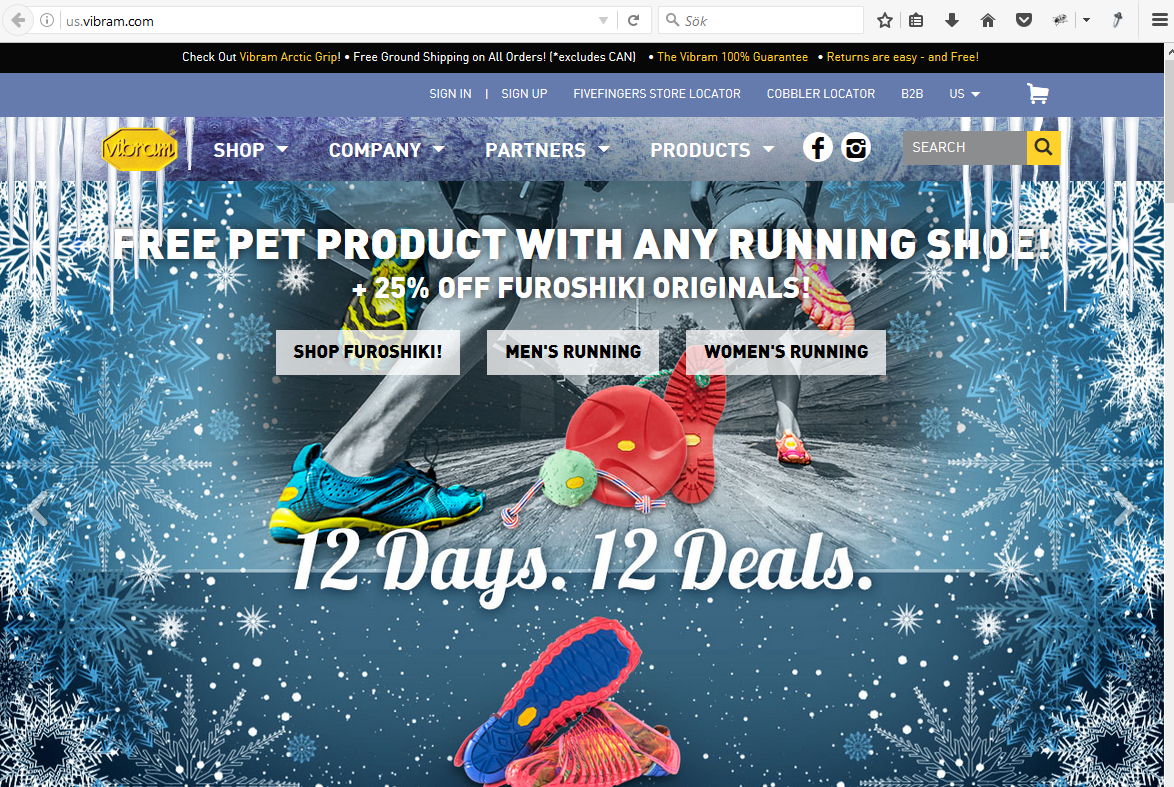 us.vibram.com
Sök
Check Out Vibram Arctic Grip! • Free Ground Shipping on All Orders! (*excludes CAN) • The Vibram 100% Guarantee • Returns are easy - and Free!
SIGN IN | SIGN UP FIVEFINGERS STORE LOCATOR COBBLER LOCATOR B2B US
vibram SHOP COMPANY PARTNERS PRODUCTS SEARCH
FREE PET PRODUCT WITH ANY RUNNING SHOE!
+ 25% OFF FUROSHIKI ORIGINALS!
SHOP FUROSHIKI! MEN'S RUNNING WOMEN'S RUNNING
12 Days. 12 Deals.